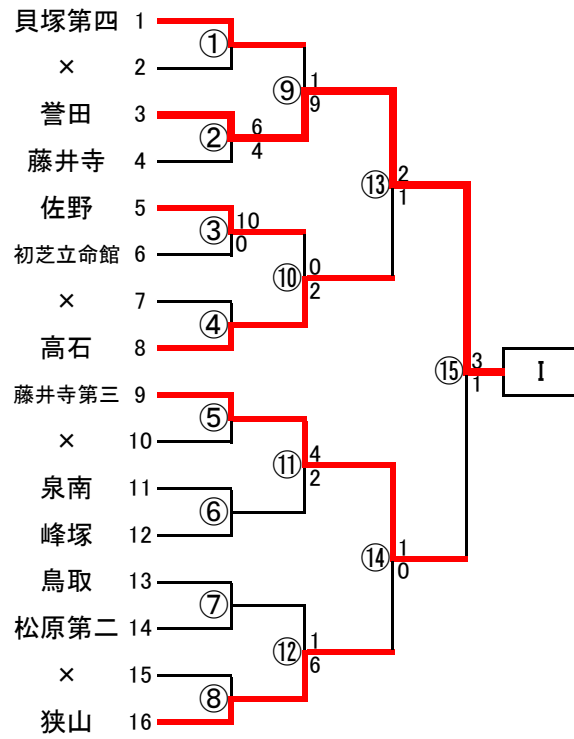 貝塚第四 1
①
× 2
1
⑨
9
誉田 3
6
②
4
藤井寺 4
2
⑬
1
佐野 5
10
③
0
初芝立命館 6
0
⑩
2
× 7
④
高石 8
3
⑮
1
I
藤井寺第三 9
⑤
× 10
4
⑪
2
泉南 11
⑥
峰塚 12
1
⑭
0
鳥取 13
⑦
松原第二 14
1
⑫
6
× 15
⑧
狭山 16